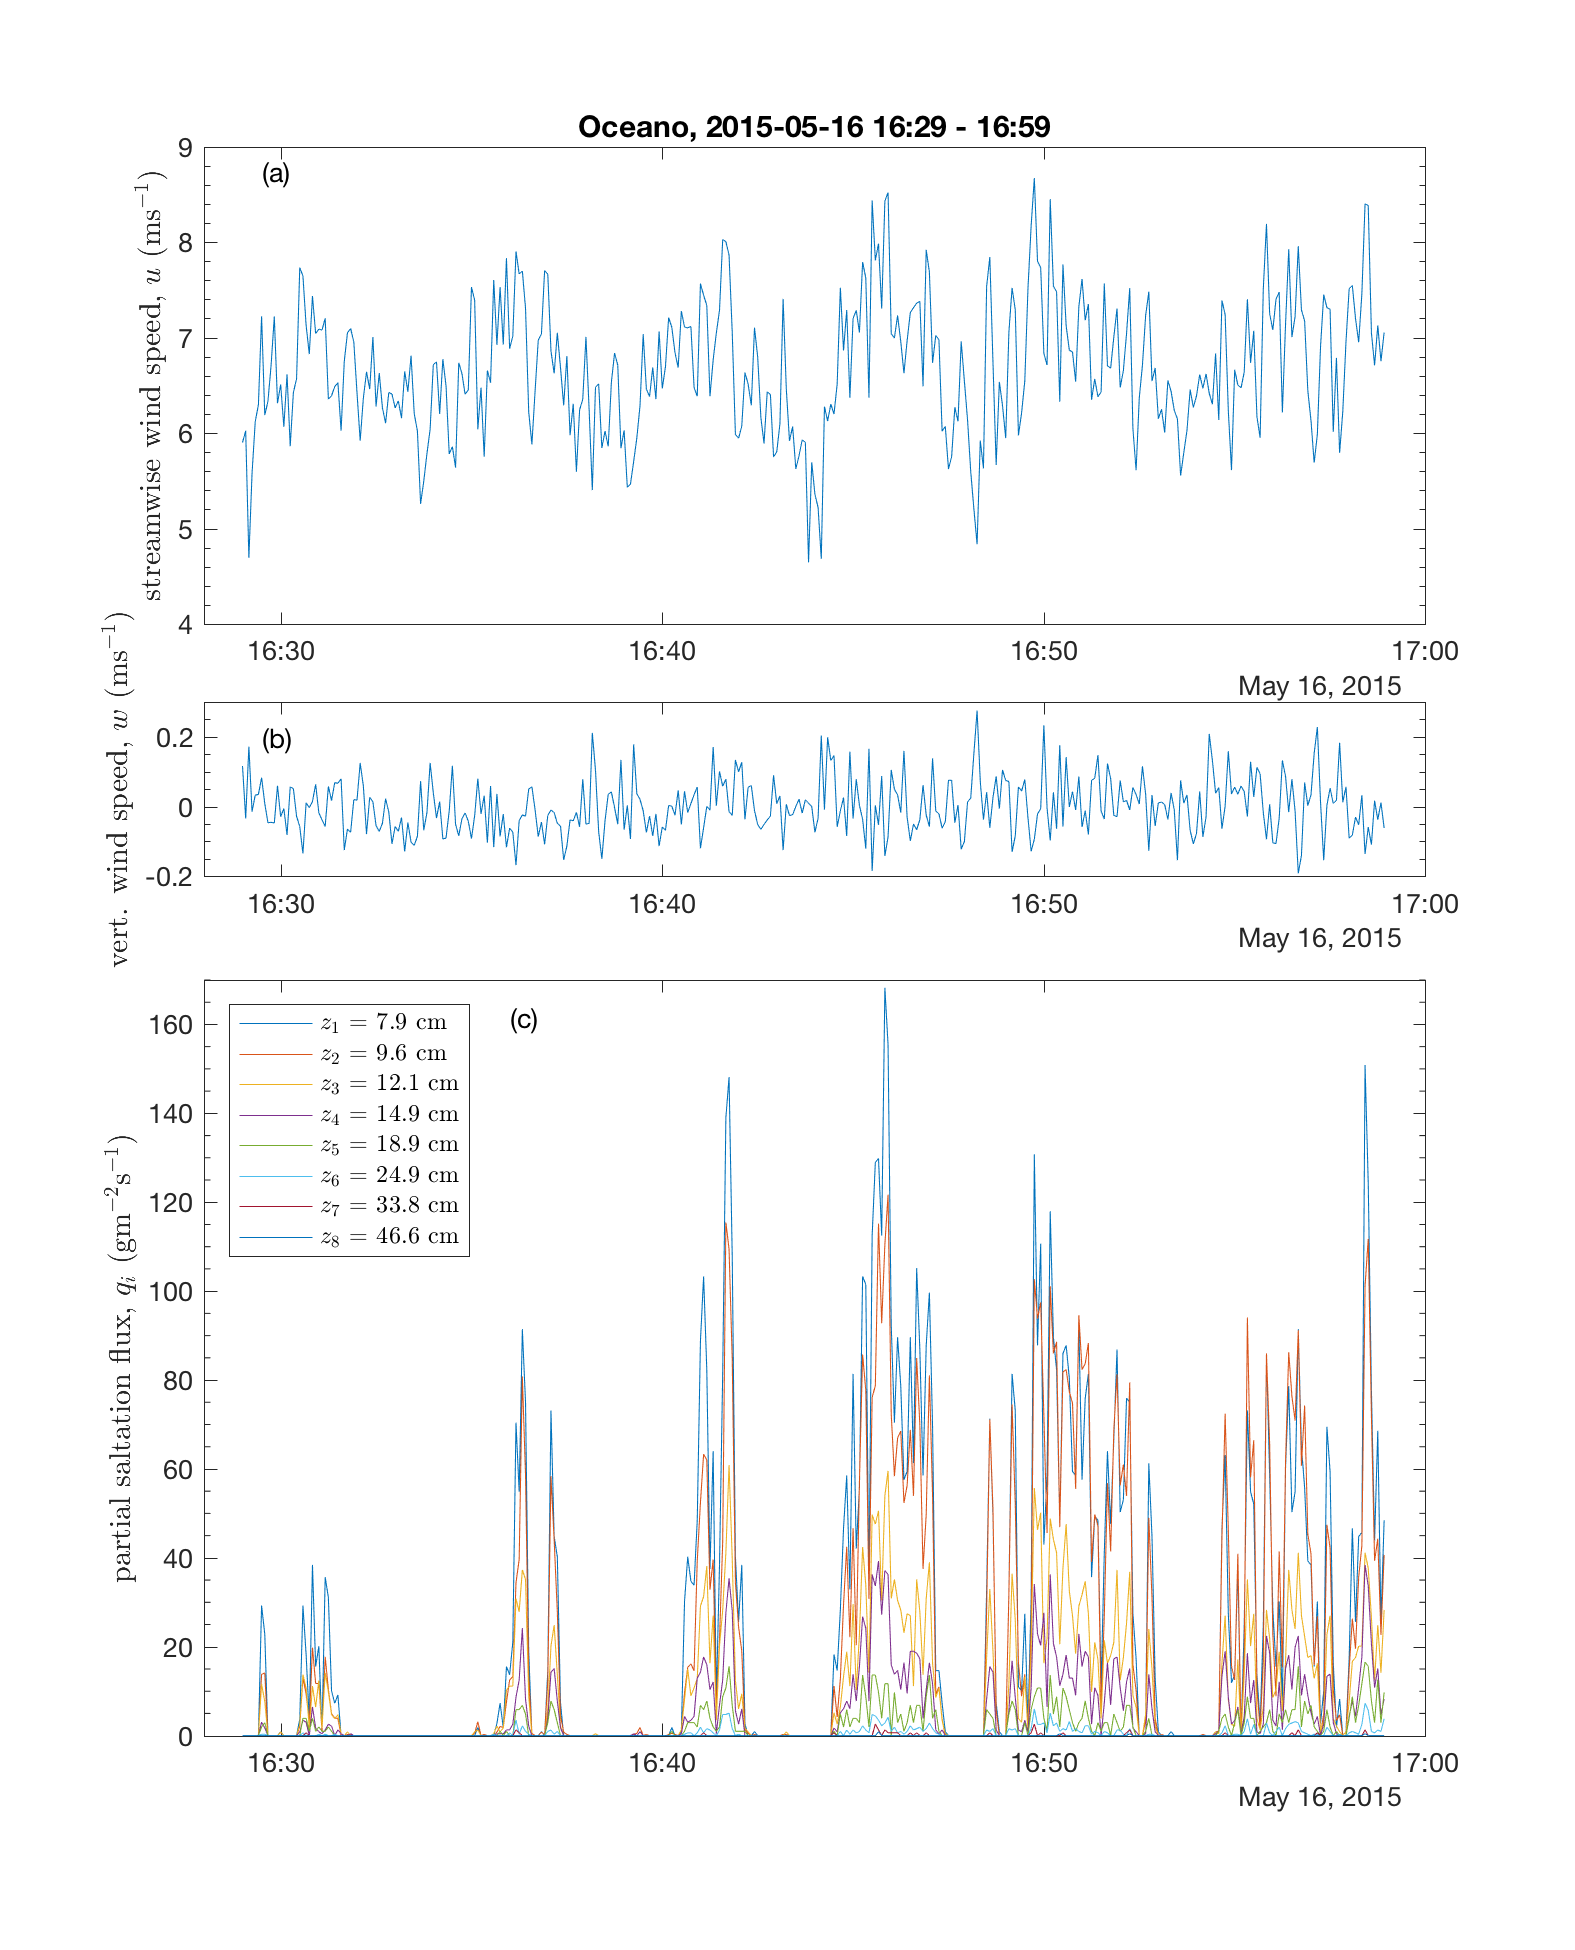 Oceano, 2015-05-16 16:29 - 16:59
(a)
streamwise wind speed, u (ms⁻¹)
9
8
7
6
5
4
16:30 16:40 16:50 17:00
May 16, 2015
(b)
vert. wind speed, w (ms⁻¹)
0.2
0
-0.2
16:30 16:40 16:50 17:00
May 16, 2015
(c)
partial saltation flux, qᵢ (gm⁻²s⁻¹)
160
140
120
100
80
60
40
20
0
z₁ = 7.9 cm
z₂ = 9.6 cm
z₃ = 12.1 cm
z₄ = 14.9 cm
z₅ = 18.9 cm
z₆ = 24.9 cm
z₇ = 33.8 cm
z₈ = 46.6 cm
16:30 16:40 16:50 17:00
May 16, 2015